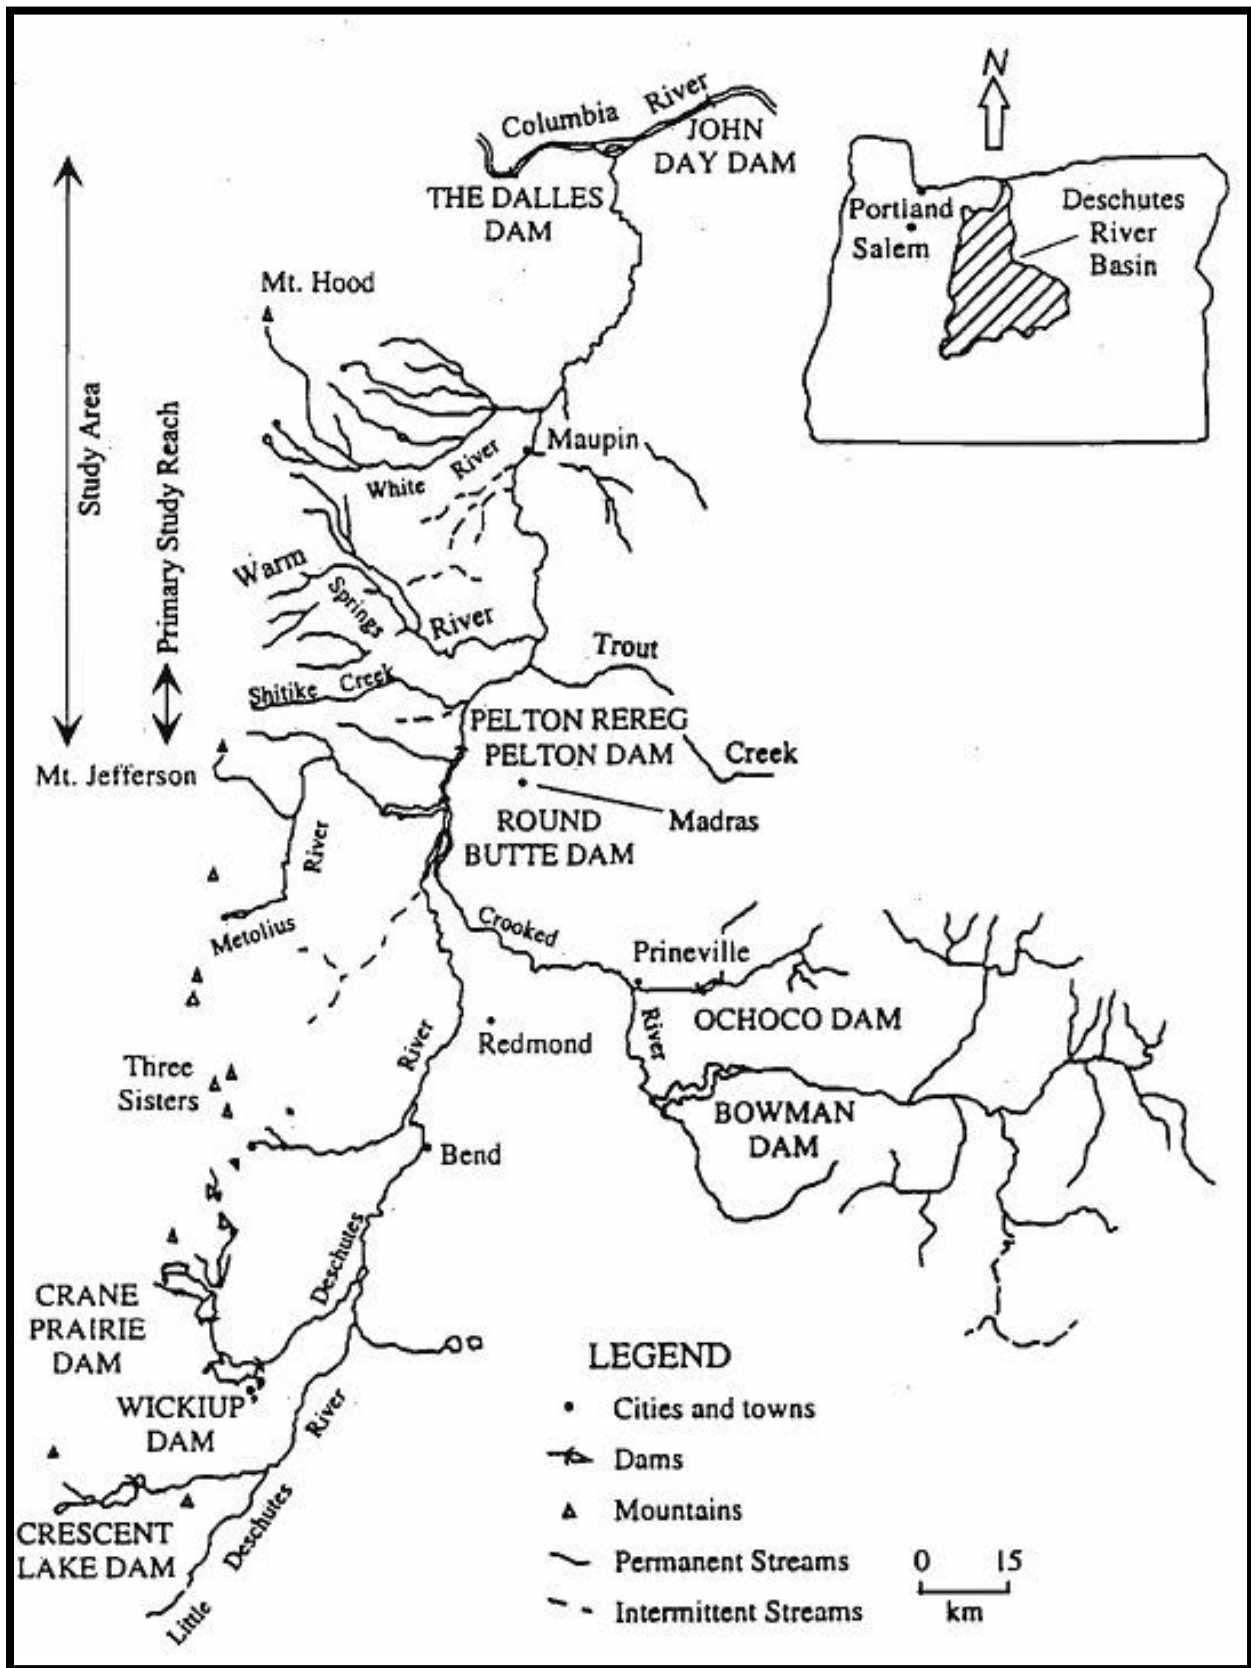 N
Columbia River
JOHN
DAY DAM
THE DALLES
DAM
Portland
Salem
Deschutes
River
Basin
Mt. Hood
Study Area
Primary Study Reach
Maupin
White River
Warm
Springs
River
Trout
Creek
Shitike Creek
PELTON REREG
PELTON DAM
Mt. Jefferson
Madras
ROUND
BUTTE DAM
River
Metolius
Crooked
River
Prineville
OCHOCO DAM
River
Redmond
Three
Sisters
BOWMAN
DAM
Bend
Deschutes
CRANE
PRAIRIE
DAM
WICKIUP
DAM
River
Deschutes
Little
CRESCENT
LAKE DAM
LEGEND
Cities and towns
Dams
Mountains
Permanent Streams
Intermittent Streams
0 15
km